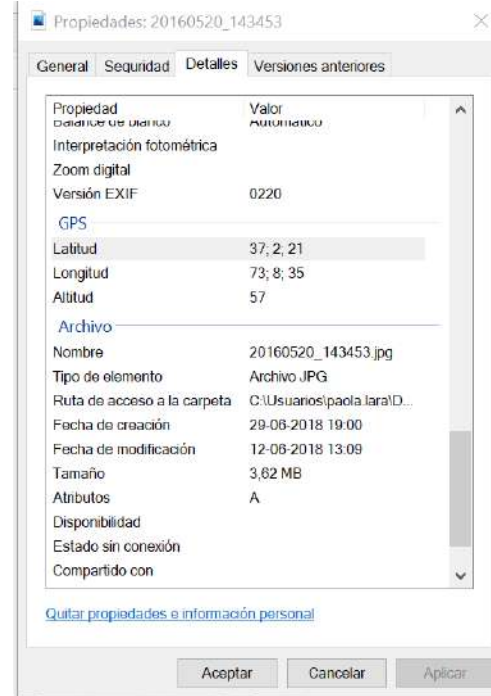 Propiedades: 20160520_143453
General Seguridad Detalles Versiones anteriores
Propiedad Valor
Balance de blanco Automático
Interpretación fotométrica
Zoom digital
Versión EXIF 0220
GPS
Latitud 37; 2; 21
Longitud 73; 8; 35
Altitud 57
Archivo
Nombre 20160520_143453.jpg
Tipo de elemento Archivo JPG
Ruta de acceso a la carpeta C:\Usuarios\paola.lara\D...
Fecha de creación 29-06-2018 19:00
Fecha de modificación 12-06-2018 13:09
Tamaño 3,62 MB
Atributos A
Disponibilidad
Estado sin conexión
Compartido con
Quitar propiedades e información personal
Aceptar Cancelar Aplicar